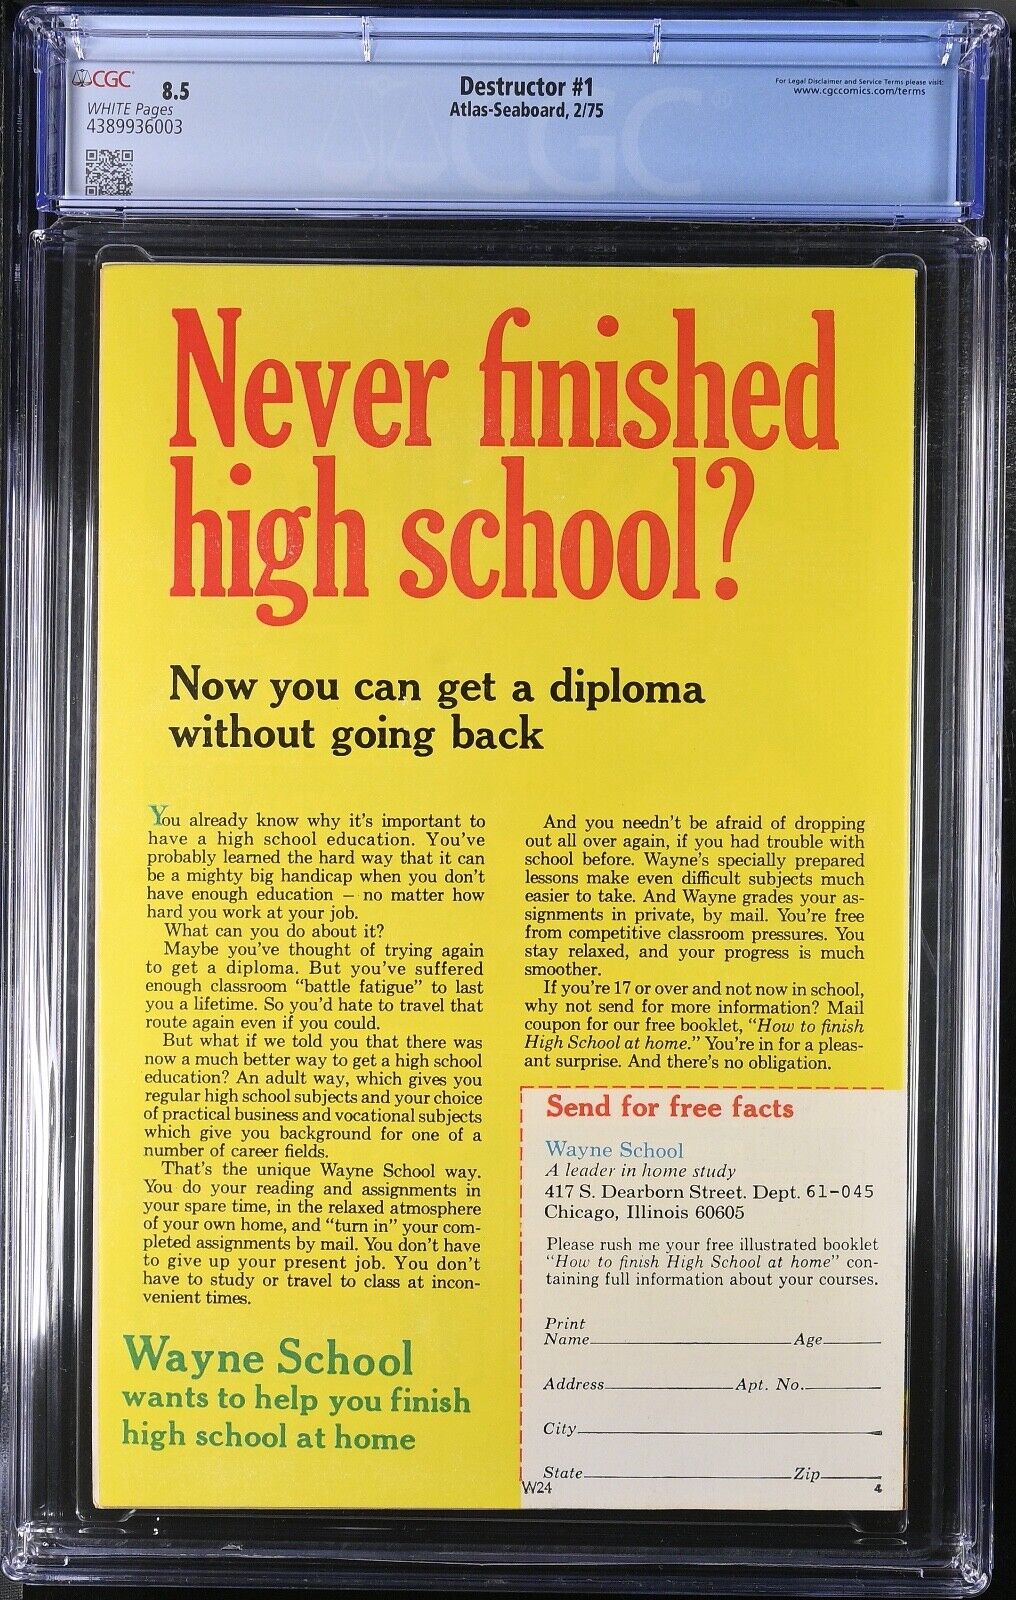 CGC
8.5
WHITE Pages
4389936003
Destructor #1
Atlas-Seaboard, 2/75
For Legal Disclaimer and Service Terms please visit:
www.cgccomics.com/terms
CGC
Never finished
high school?
Now you can get a diploma
without going back
You already know why it's important to
have a high school education. You've
probably learned the hard way that it can
be a mighty big handicap when you don't
have enough education – no matter how
hard you work at your job.
What can you do about it?
Maybe you've thought of trying again
to get a diploma. But you've suffered
enough classroom "battle fatigue" to last
you a lifetime. So you'd hate to travel that
route again even if you could.
But what if we told you that there was
now a much better way to get a high school
education? An adult way, which gives you
regular high school subjects and your choice
of practical business and vocational subjects
which give you background for one of a
number of career fields.
That's the unique Wayne School way.
You do your reading and assignments in
your spare time, in the relaxed atmosphere
of your own home, and "turn in" your com-
pleted assignments by mail. You don't have
to give up your present job. You don't
have to study or travel to class at incon-
venient times.
Wayne School
wants to help you finish
high school at home
And you needn't be afraid of dropping
out all over again, if you had trouble with
school before. Wayne's specially prepared
lessons make even difficult subjects much
easier to take. And Wayne grades your as-
signments in private, by mail. You're free
from competitive classroom pressures. You
stay relaxed, and your progress is much
smoother.
If you're 17 or over and not now in school,
why not send for more information? Mail
coupon for our free booklet, "How to finish
High School at home." You're in for a pleas-
ant surprise. And there's no obligation.
Send for free facts
Wayne School
A leader in home study
417 S. Dearborn Street. Dept. 61-045
Chicago, Illinois 60605
Please rush me your free illustrated booklet
"How to finish High School at home" con-
taining full information about your courses.
Print
Name Age
Address Apt. No.
City
State Zip
W24 4